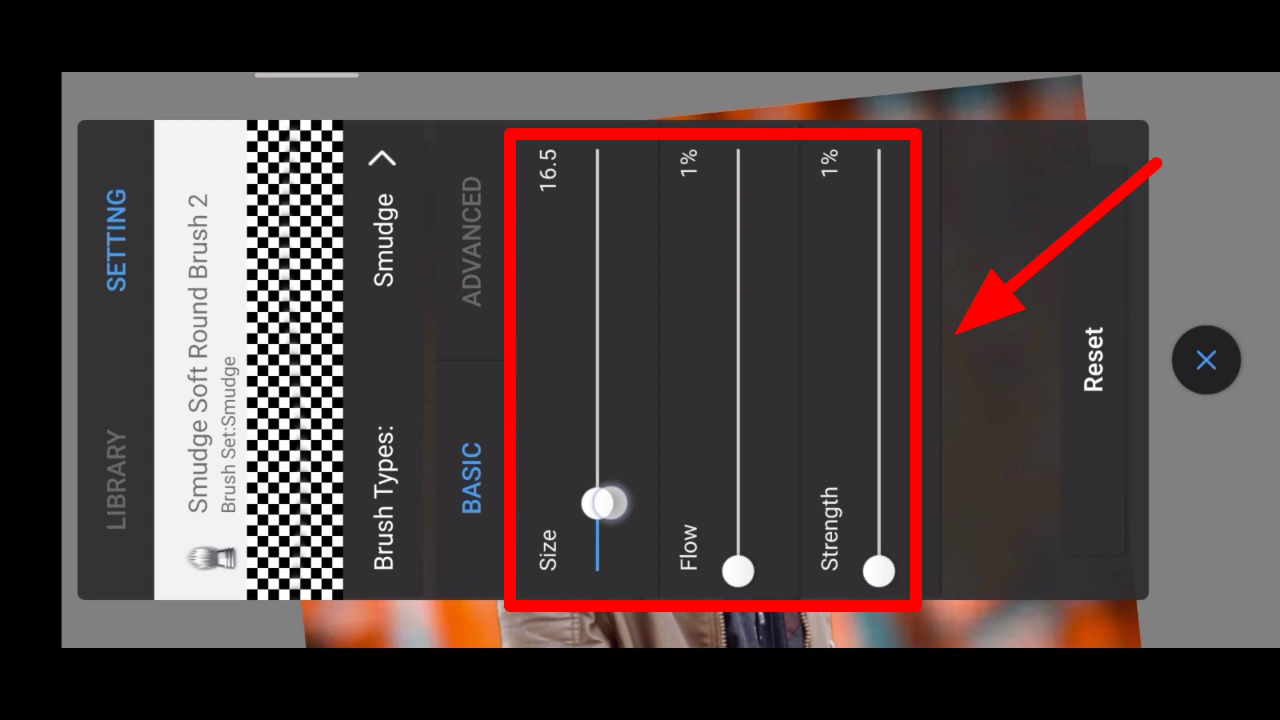 LIBRARY SETTING
Smudge Soft Round Brush 2
Brush Set:Smudge
Brush Types: Smudge
BASIC ADVANCED
Size 16.5
Flow 1%
Strength 1%
Reset